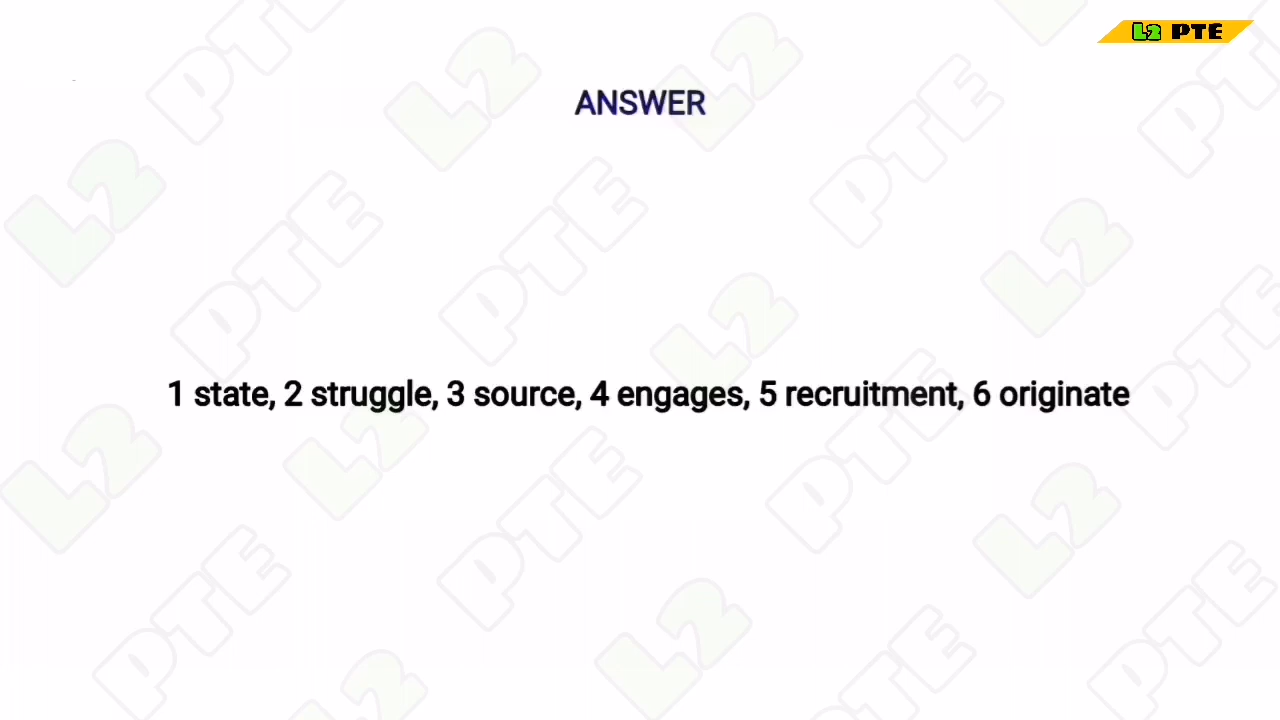 L2 PTE
ANSWER
1 state, 2 struggle, 3 source, 4 engages, 5 recruitment, 6 originate